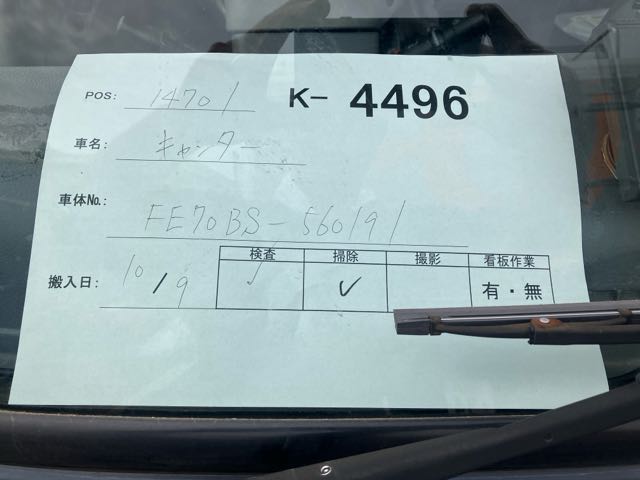 POS: 14701 K- 4496
車名: キャンター
車体No.: FE70BS-560191
検査 掃除 撮影 看板作業
搬入日: 10/9 ✓ ✓ 有・無